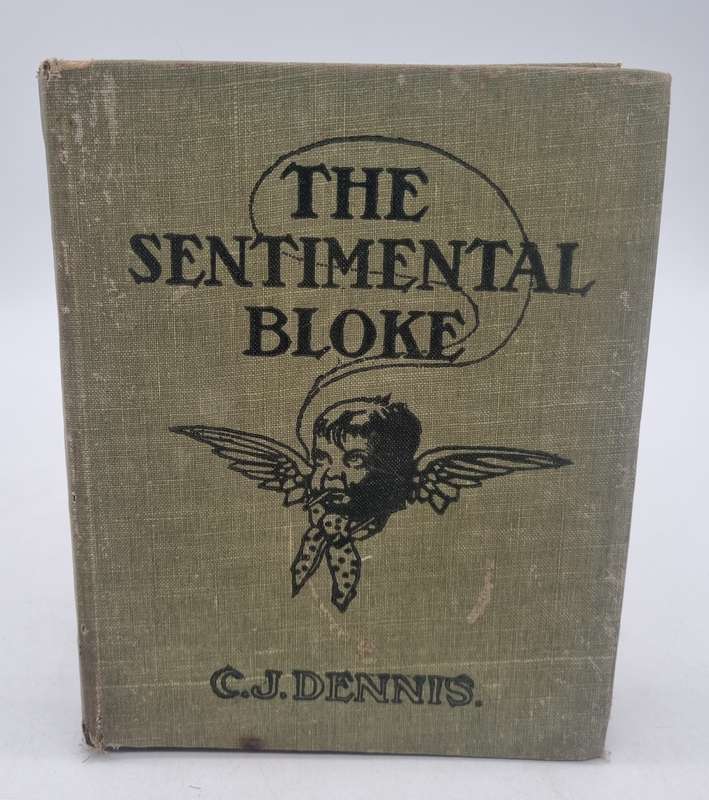 THE
SENTIMENTAL
BLOKE
C.J. DENNIS.